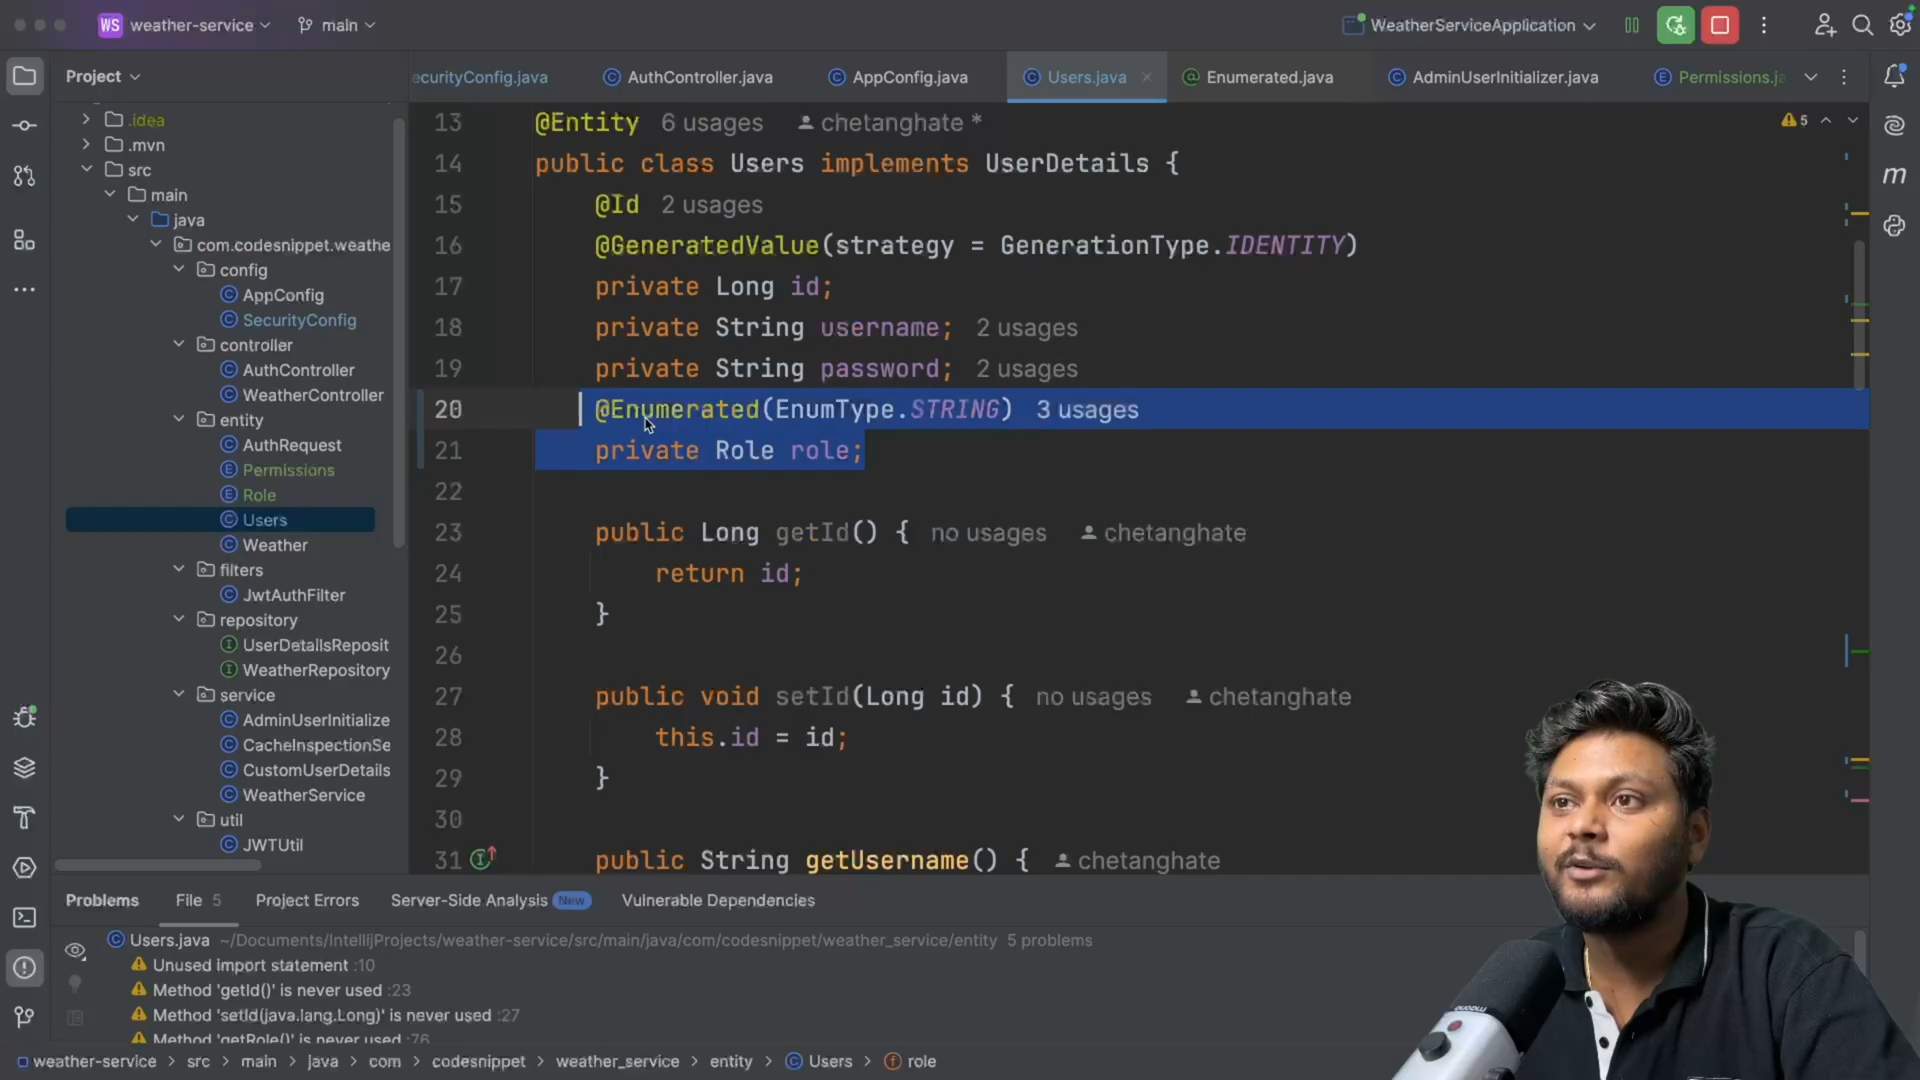 WS weather-service main WeatherServiceApplication
Project
.idea
.mvn
src
main
java
com.codesnippet.weathe
config
AppConfig
SecurityConfig
controller
AuthController
WeatherController
entity
AuthRequest
Permissions
Role
Users
Weather
filters
JwtAuthFilter
repository
UserDetailsReposit
WeatherRepository
service
AdminUserInitialize
CacheInspectionSe
CustomUserDetails
WeatherService
util
JWTUtil
ecurityConfig.java AuthController.java AppConfig.java Users.java Enumerated.java AdminUserInitializer.java Permissions.ja
5
13 @Entity 6 usages chetanghate *
14 public class Users implements UserDetails {
15 @Id 2 usages
16 @GeneratedValue(strategy = GenerationType.IDENTITY)
17 private Long id;
18 private String username; 2 usages
19 private String password; 2 usages
20 @Enumerated(EnumType.STRING) 3 usages
21 private Role role;
22
23 public Long getId() { no usages chetanghate
24 return id;
25 }
26
27 public void setId(Long id) { no usages chetanghate
28 this.id = id;
29 }
30
31 public String getUsername() { chetanghate
Problems File 5 Project Errors Server-Side Analysis New Vulnerable Dependencies
Users.java ~/Documents/IntellijProjects/weather-service/src/main/java/com/codesnippet/weather_service/entity 5 problems
Unused import statement :10
Method 'getId()' is never used :23
Method 'setId(java.lang.Long)' is never used :27
Method 'getRole()' is never used :76
weather-service > src > main > java > com > codesnippet > weather_service > entity > Users > role
maono